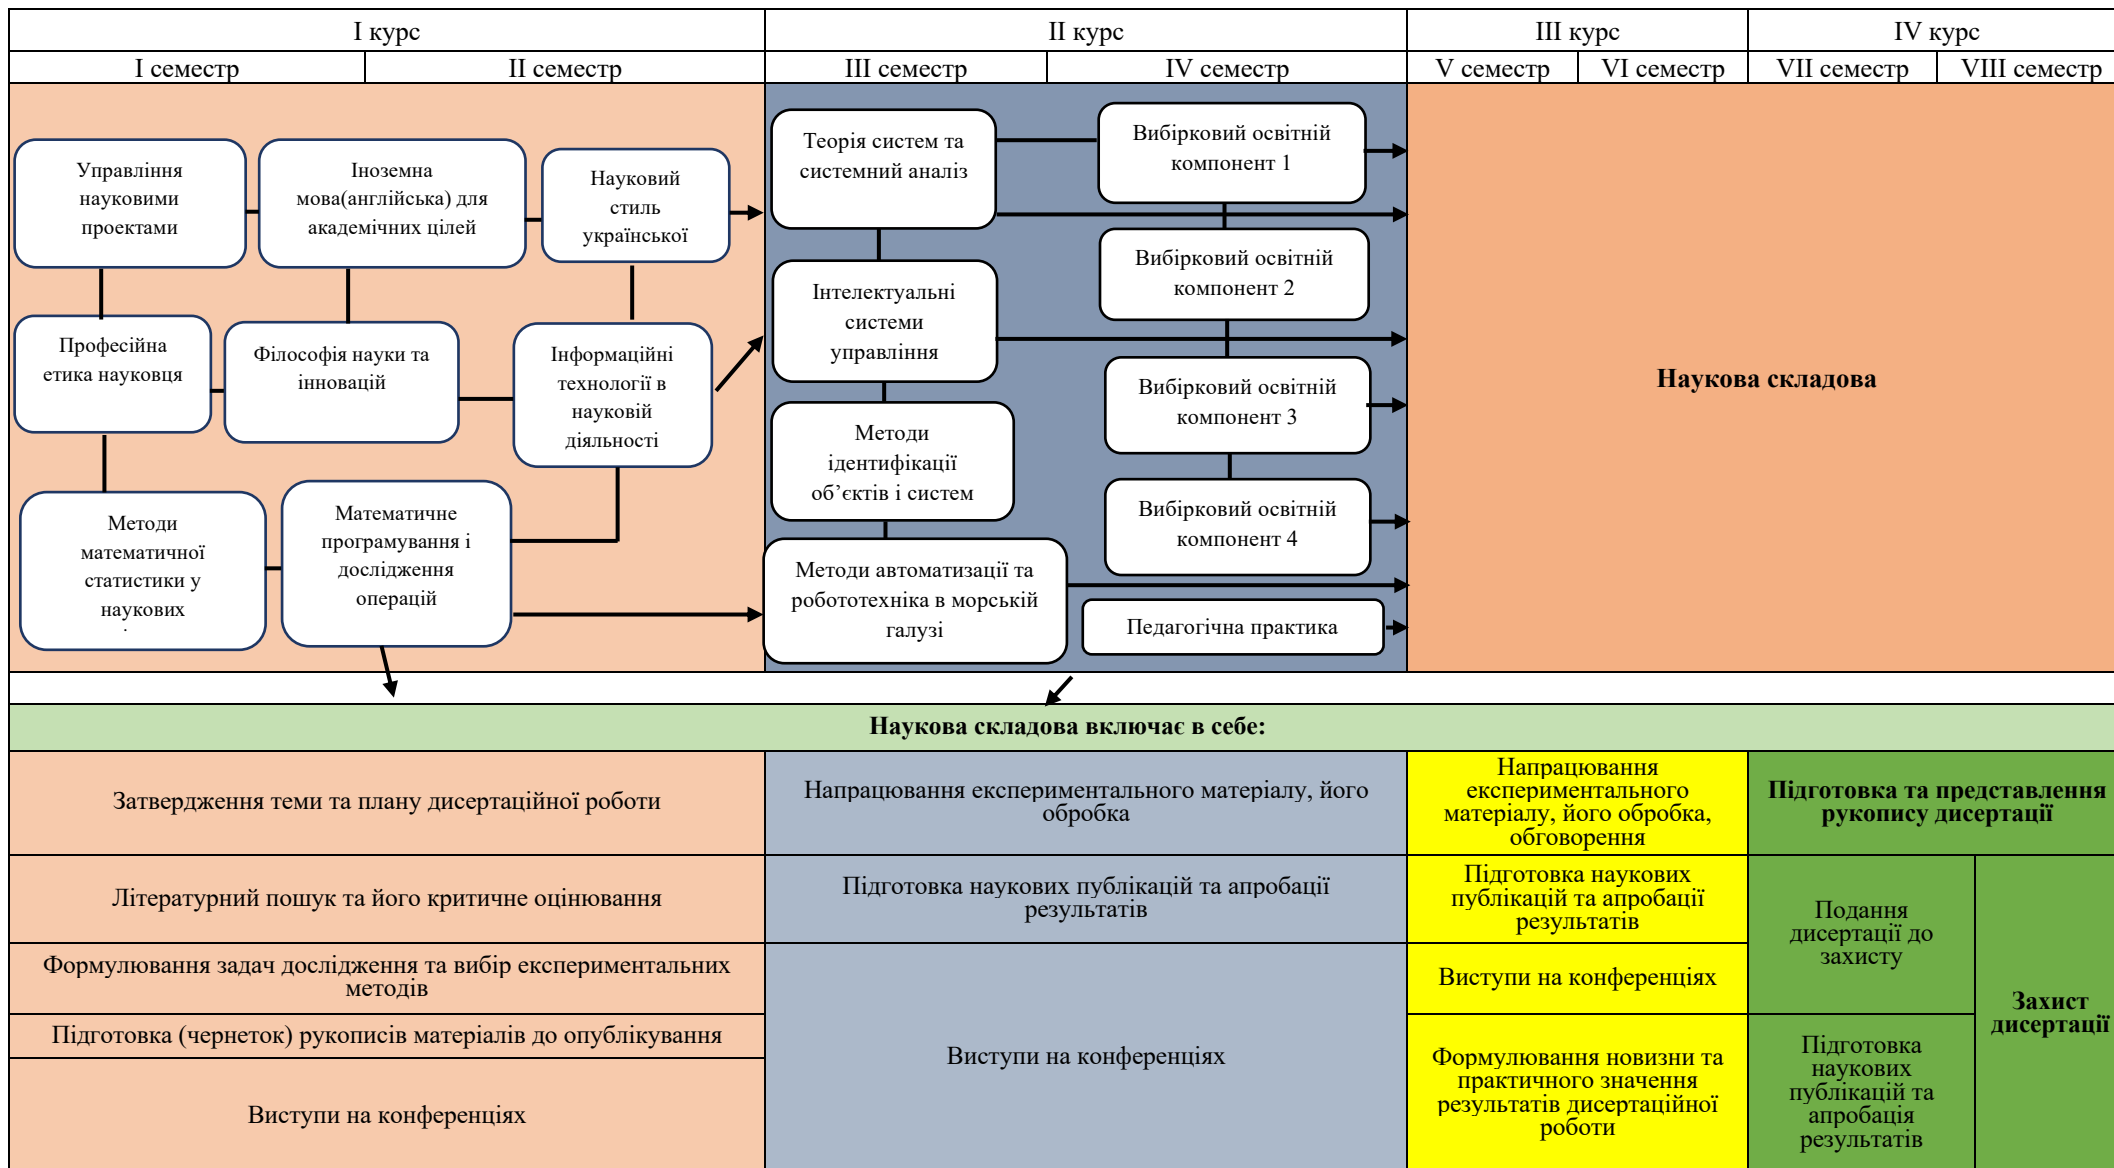 I курс
II курс
III курс
IV курс
I семестр
II семестр
III семестр
IV семестр
V семестр
VI семестр
VII семестр
VIII семестр
Управління
науковими
проектами
Іноземна
мова(англійська) для
академічних цілей
Науковий
стиль
української
Професійна
етика науковця
Філософія науки та
інновацій
Інформаційні
технології в
науковій
діяльності
Методи
математичної
статистики у
наукових
Математичне
програмування і
дослідження
операцій
Теорія систем та
системний аналіз
Інтелектуальні
системи
управління
Методи
ідентифікації
об’єктів і систем
Методи автоматизації та
робототехніка в морській
галузі
Вибірковий освітній
компонент 1
Вибірковий освітній
компонент 2
Вибірковий освітній
компонент 3
Вибірковий освітній
компонент 4
Педагогічна практика
Наукова складова
Наукова складова включає в себе:
Затвердження теми та плану дисертаційної роботи
Напрацювання експериментального матеріалу, його
обробка
Напрацювання
експериментального
матеріалу, його обробка,
обговорення
Підготовка та представлення
рукопису дисертації
Літературний пошук та його критичне оцінювання
Підготовка наукових публікацій та апробації
результатів
Підготовка наукових
публікацій та апробації
результатів
Подання
дисертації до
захисту
Захист
дисертації
Формулювання задач дослідження та вибір експериментальних
методів
Виступи на конференціях
Виступи на конференціях
Підготовка (чернеток) рукописів матеріалів до опублікування
Формулювання новизни та
практичного значення
результатів дисертаційної
роботи
Підготовка
наукових
публікацій та
апробація
результатів
Виступи на конференціях